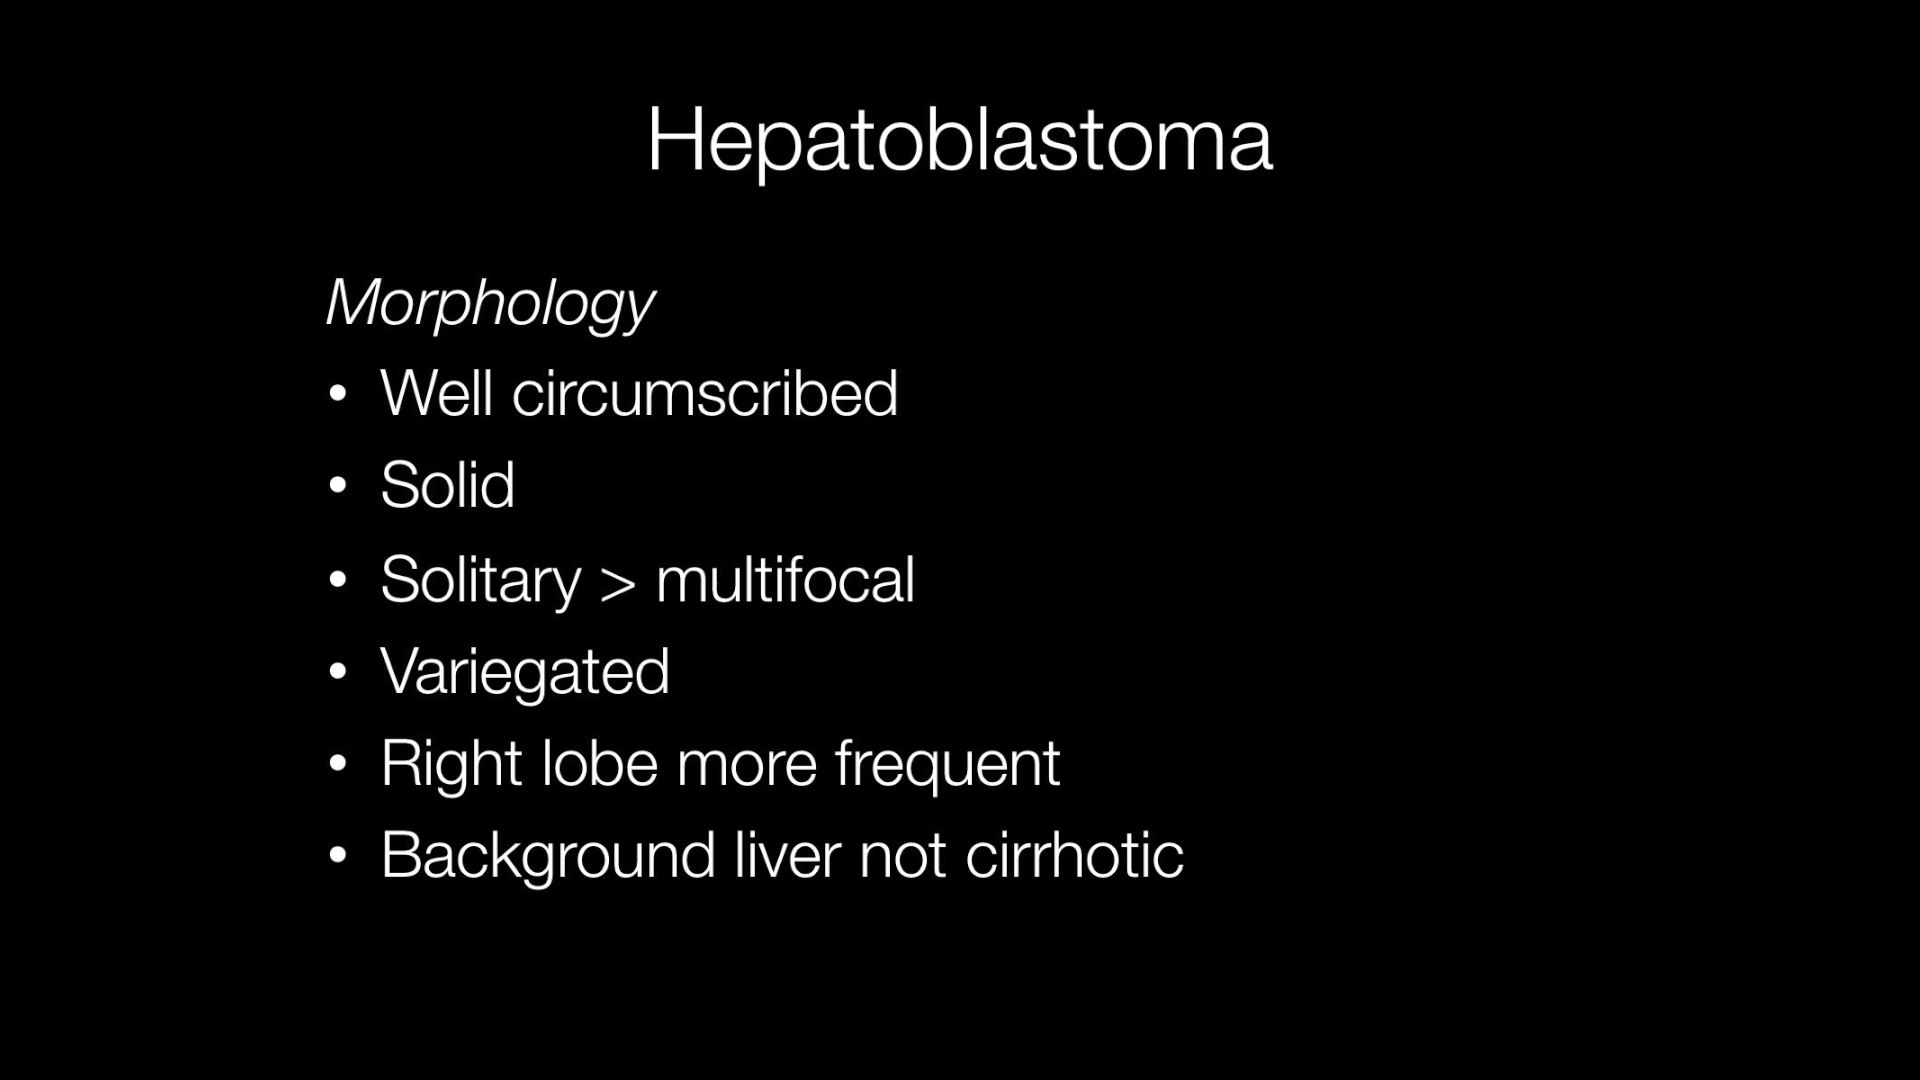 Hepatoblastoma
Morphology
• Well circumscribed
• Solid
• Solitary > multifocal
• Variegated
• Right lobe more frequent
• Background liver not cirrhotic